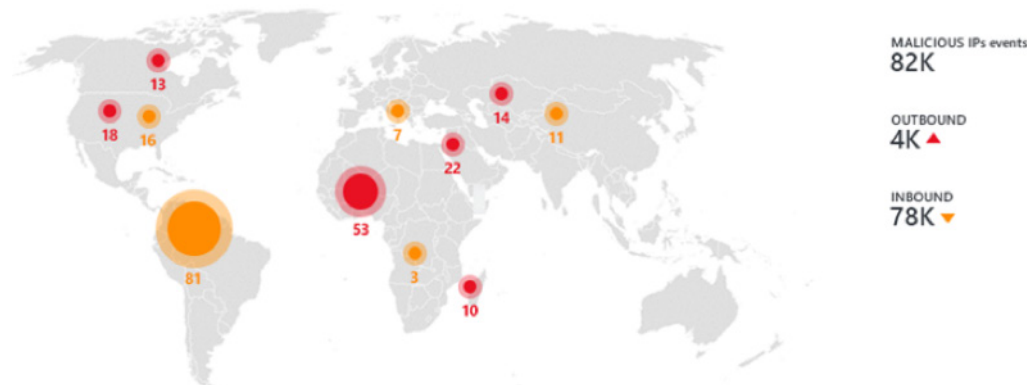 MALICIOUS IPs events
82K
OUTBOUND
4K
INBOUND
78K
13
18
16
7
14
11
22
53
81
3
10